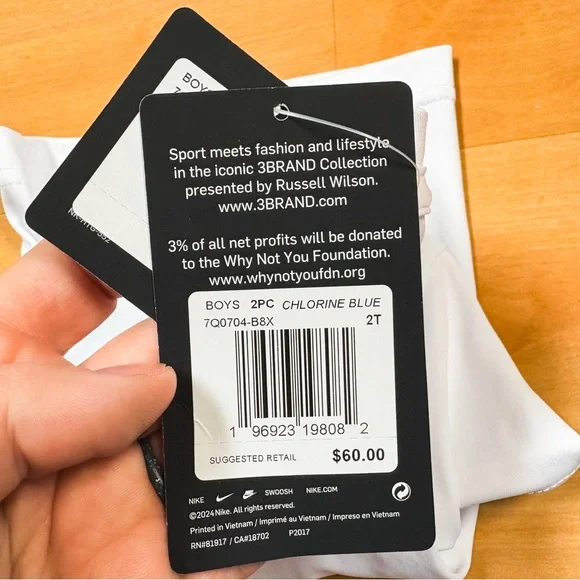 BOYS
NK-HTG-332
Sport meets fashion and lifestyle
in the iconic 3BRAND Collection
presented by Russell Wilson.
www.3BRAND.com
3% of all net profits will be donated
to the Why Not You Foundation.
www.whynotyoufdn.org
BOYS 2PC CHLORINE BLUE
7Q0704-B8X 2T
1 96923 19808 2
SUGGESTED RETAIL $60.00
NIKE SWOOSH NIKE.COM
©2024 Nike. All rights reserved.
Printed in Vietnam / Imprimé au Vietnam / Impreso en Vietnam
RN#81917 / CA#18702 P2017